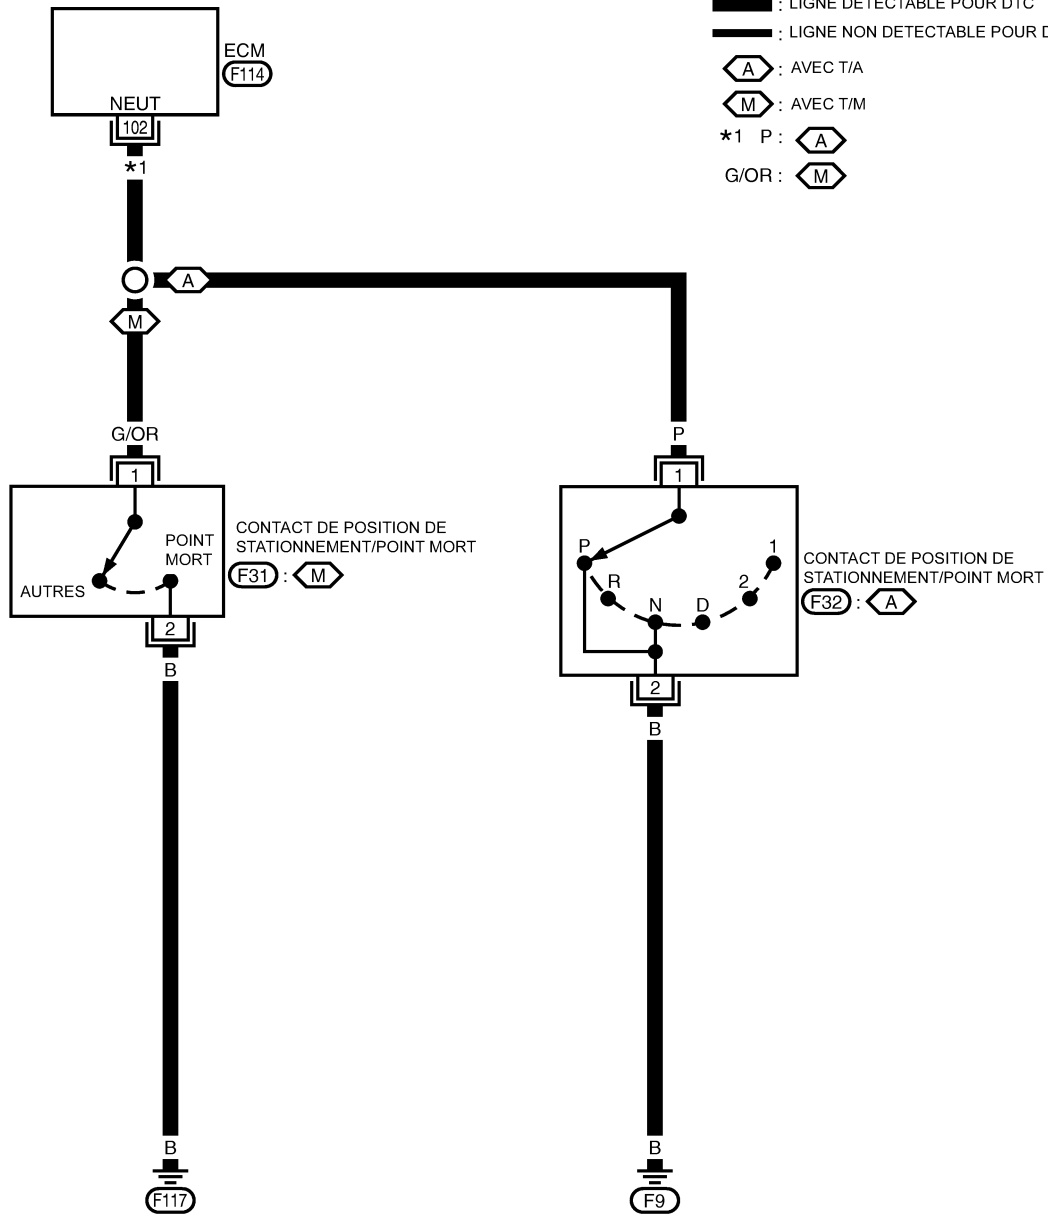 : LIGNE DETECTABLE POUR DTC
: LIGNE NON DETECTABLE POUR D
A : AVEC T/A
M : AVEC T/M
*1 P : A
G/OR : M
ECM
F114
NEUT
102
*1
A
M
G/OR
P
1
1
CONTACT DE POSITION DE
STATIONNEMENT/POINT MORT
F31 : M
POINT
MORT
AUTRES
2
B
P
R
N
D
2
1
CONTACT DE POSITION DE
STATIONNEMENT/POINT MORT
F32 : A
2
B
B
F117
B
F9